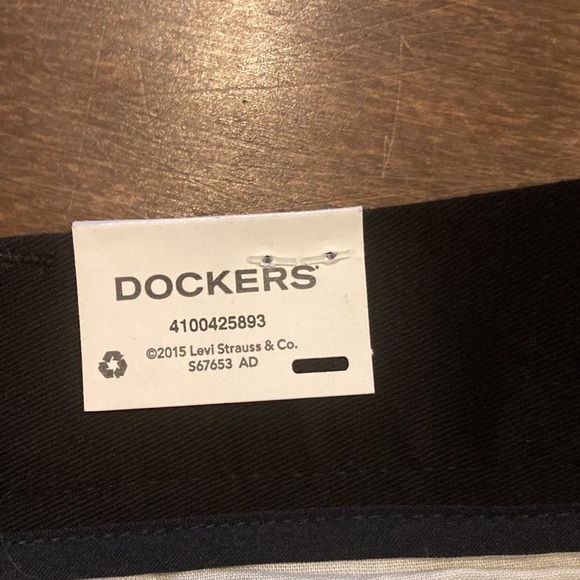 DOCKERS®
4100425893
©2015 Levi Strauss & Co.
S67653 AD